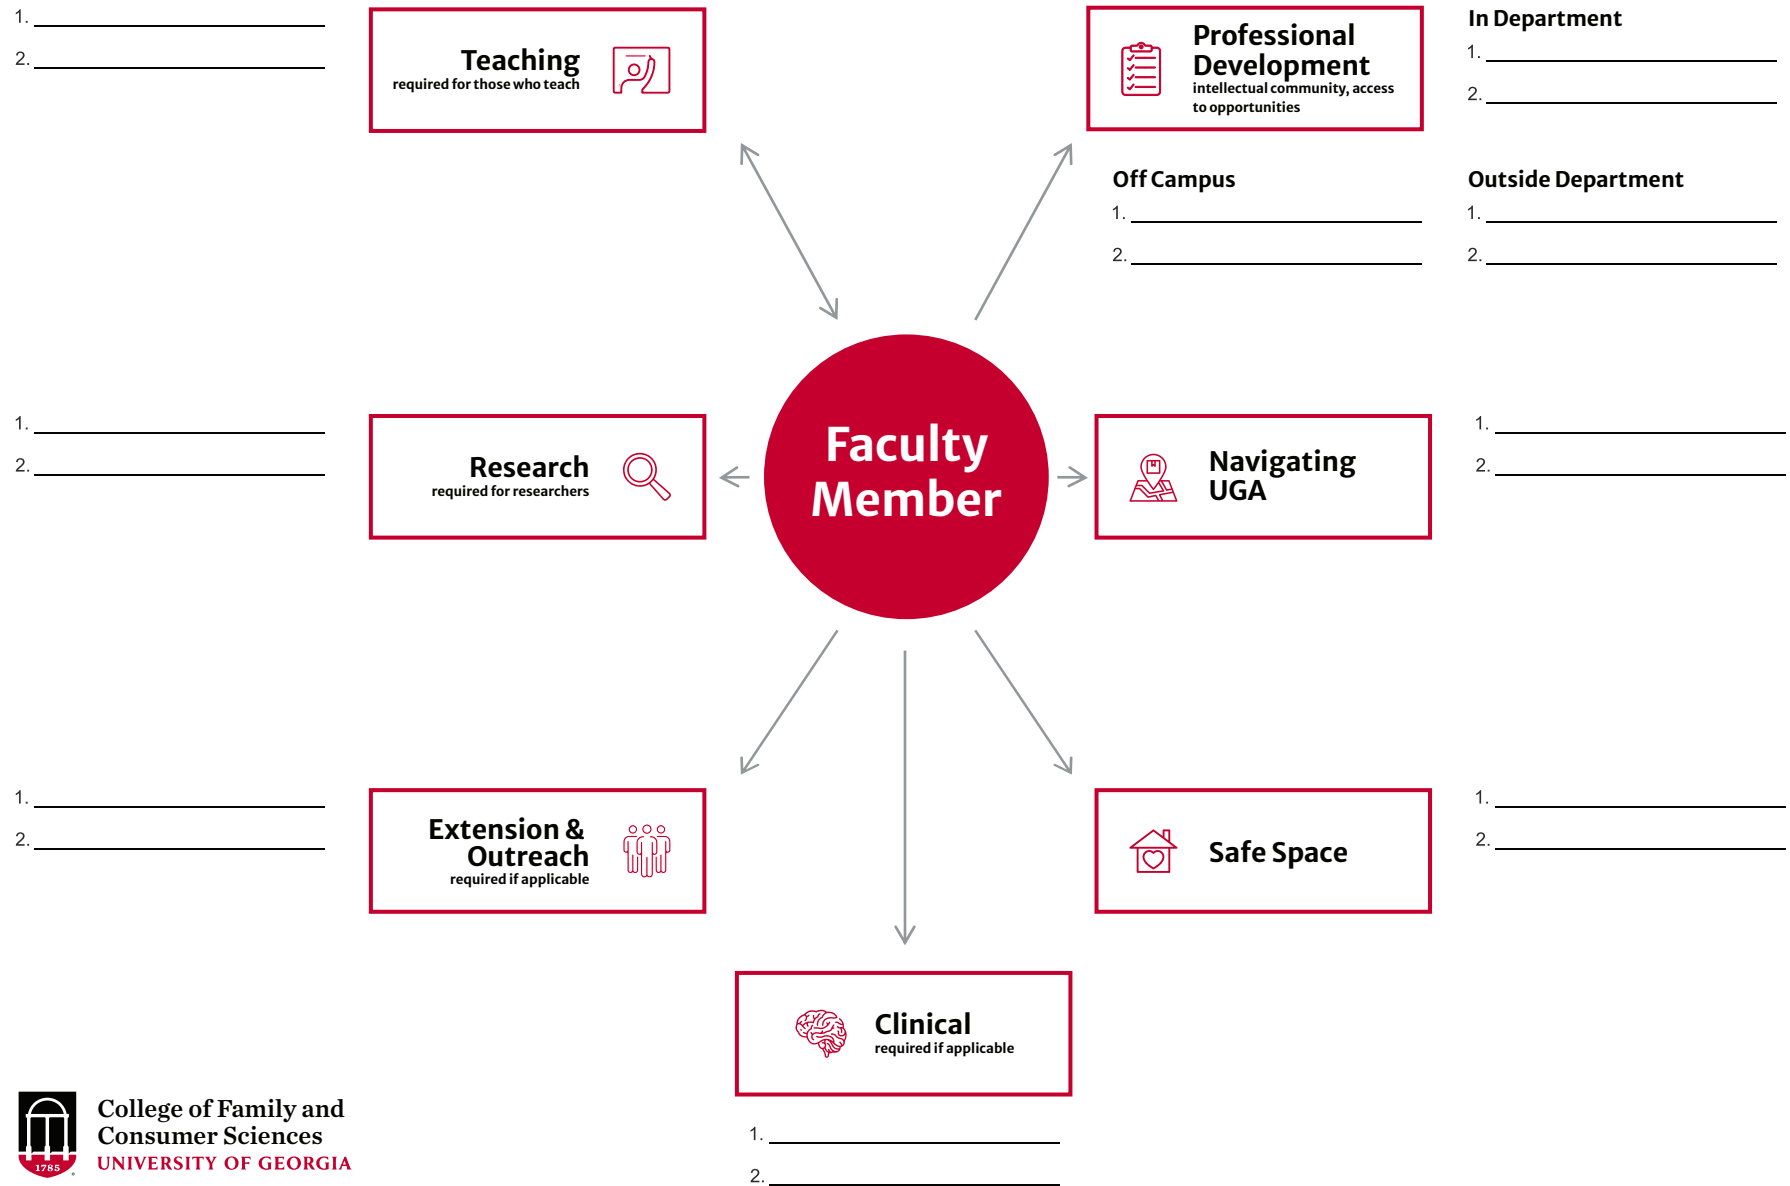 1.
2.
Teaching
required for those who teach
Professional
Development
intellectual community, access
to opportunities
In Department
1.
2.
Off Campus
1.
2.
Outside Department
1.
2.
Faculty
Member
1.
2.
Research
required for researchers
Navigating
UGA
1.
2.
1.
2.
Extension &
Outreach
required if applicable
Safe Space
1.
2.
Clinical
required if applicable
1.
2.
1785
College of Family and
Consumer Sciences
UNIVERSITY OF GEORGIA